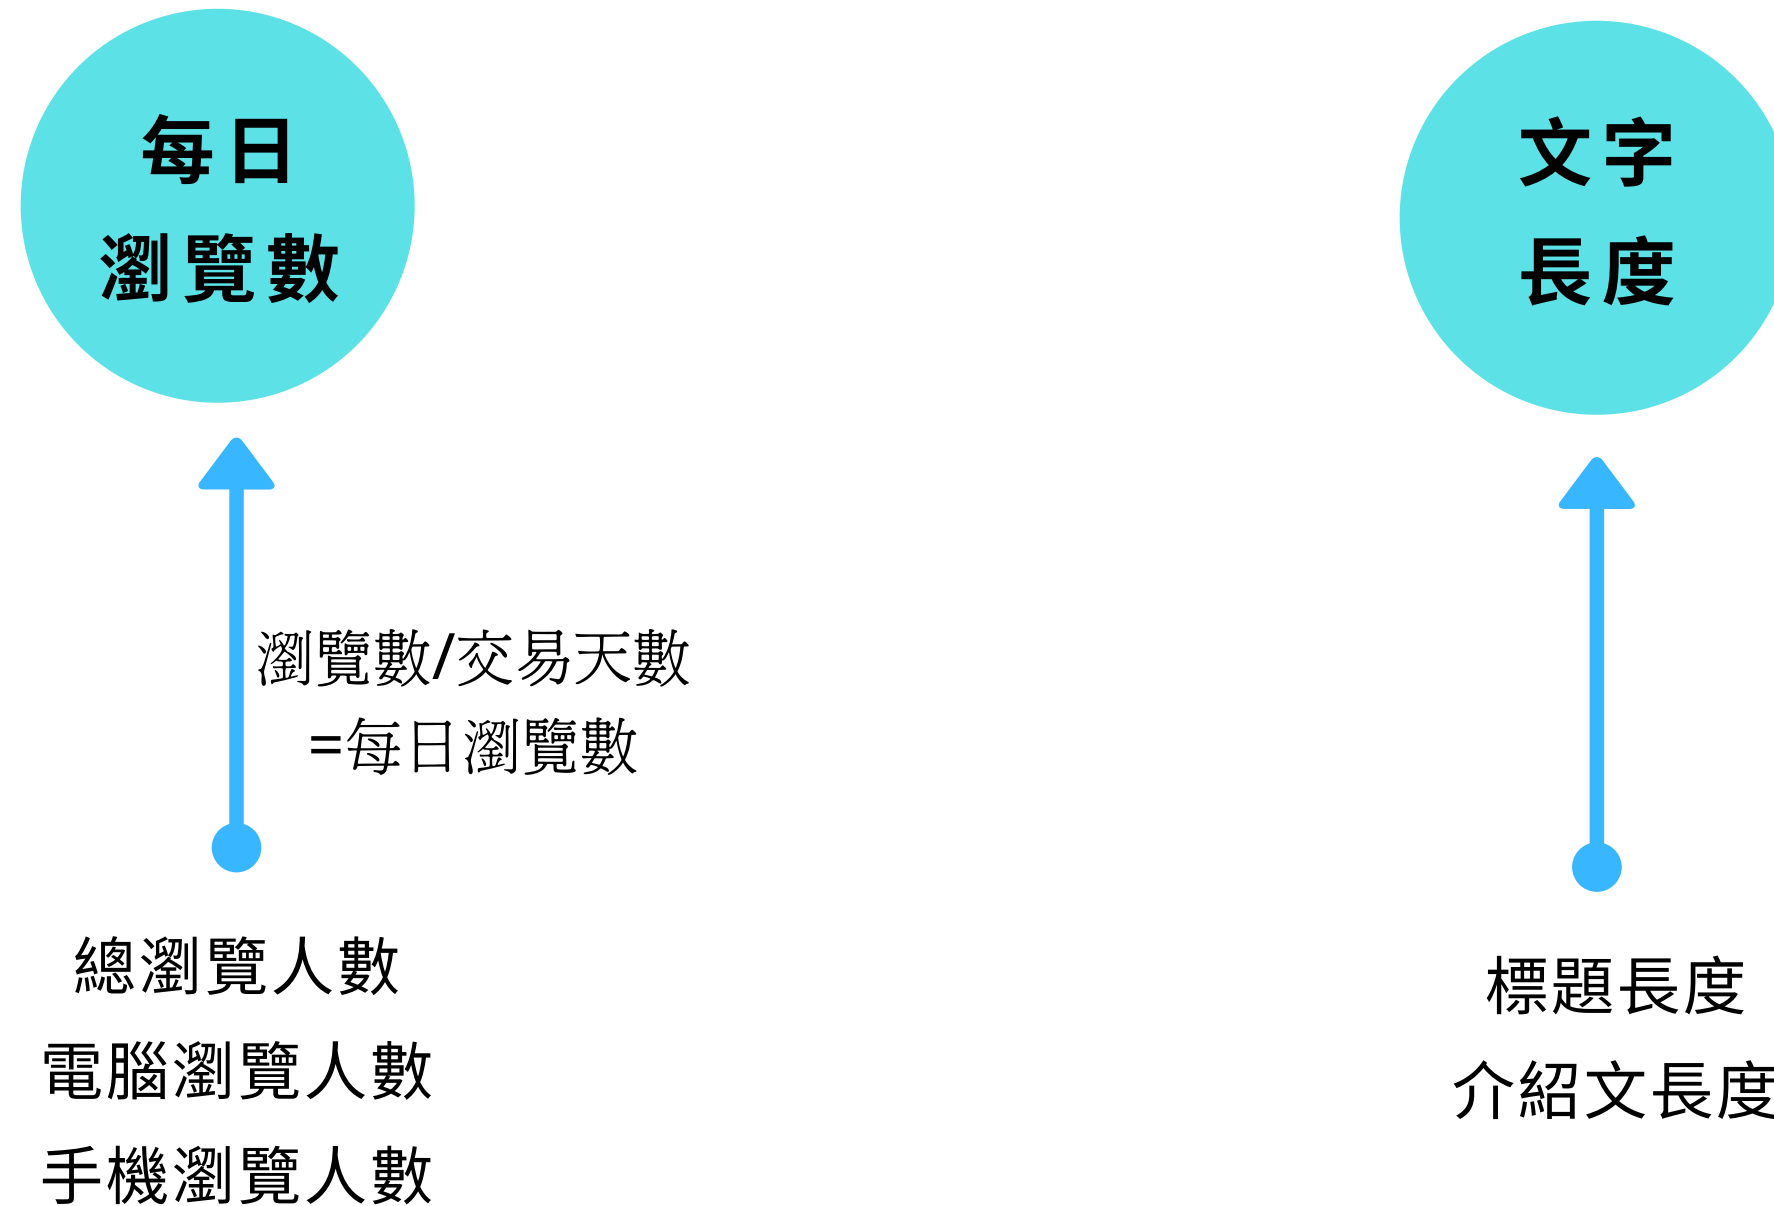 每日
瀏覽數
瀏覽數/交易天數
=每日瀏覽數
總瀏覽人數
電腦瀏覽人數
手機瀏覽人數
文字
長度
標題長度
介紹文長度